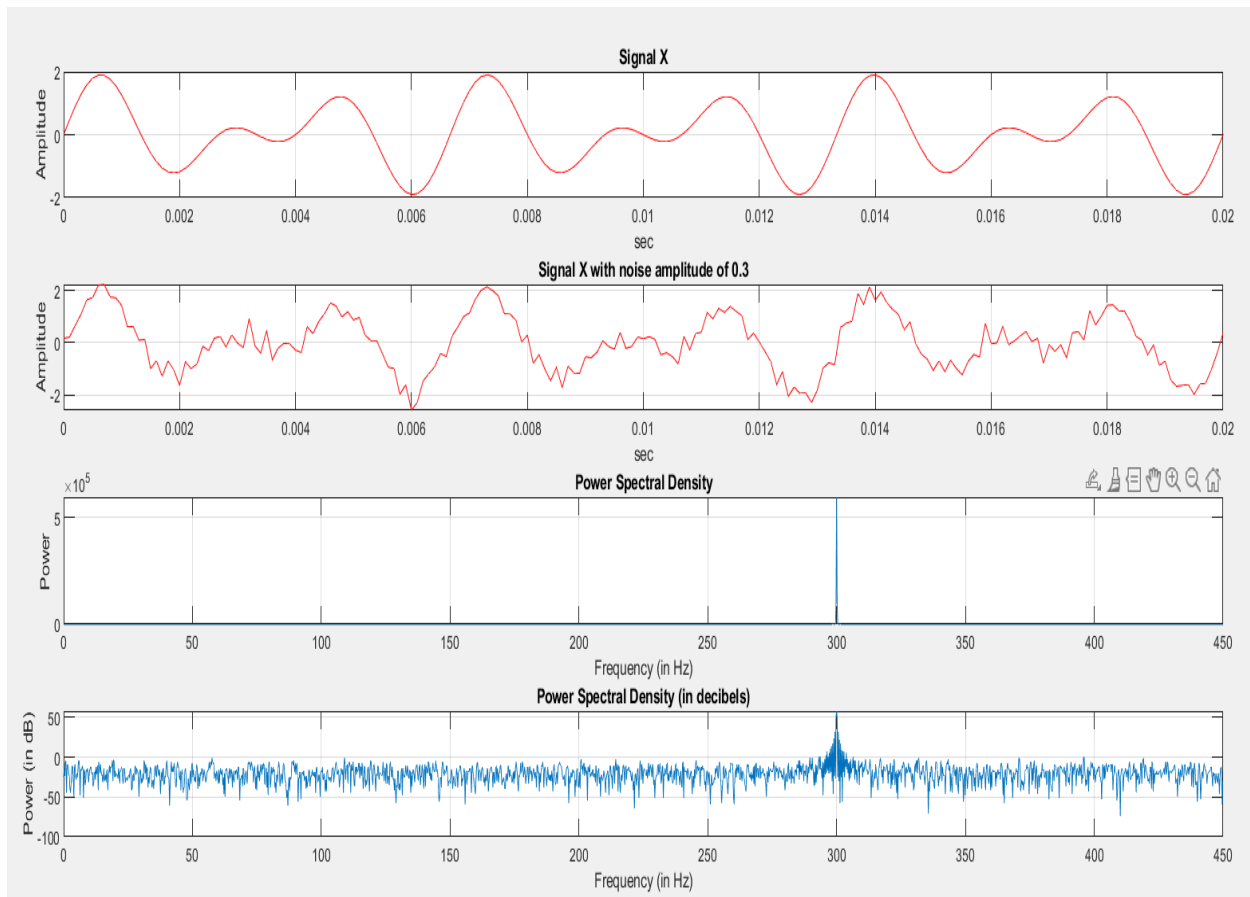 Signal X
2
0
-2
Amplitude
0 0.002 0.004 0.006 0.008 0.01 0.012 0.014 0.016 0.018 0.02
sec
Signal X with noise amplitude of 0.3
2
0
-2
Amplitude
0 0.002 0.004 0.006 0.008 0.01 0.012 0.014 0.016 0.018 0.02
sec
×10^5
Power Spectral Density
5
0
Power
0 50 100 150 200 250 300 350 400 450
Frequency (in Hz)
Power Spectral Density (in decibels)
50
0
-50
-100
Power (in dB)
0 50 100 150 200 250 300 350 400 450
Frequency (in Hz)